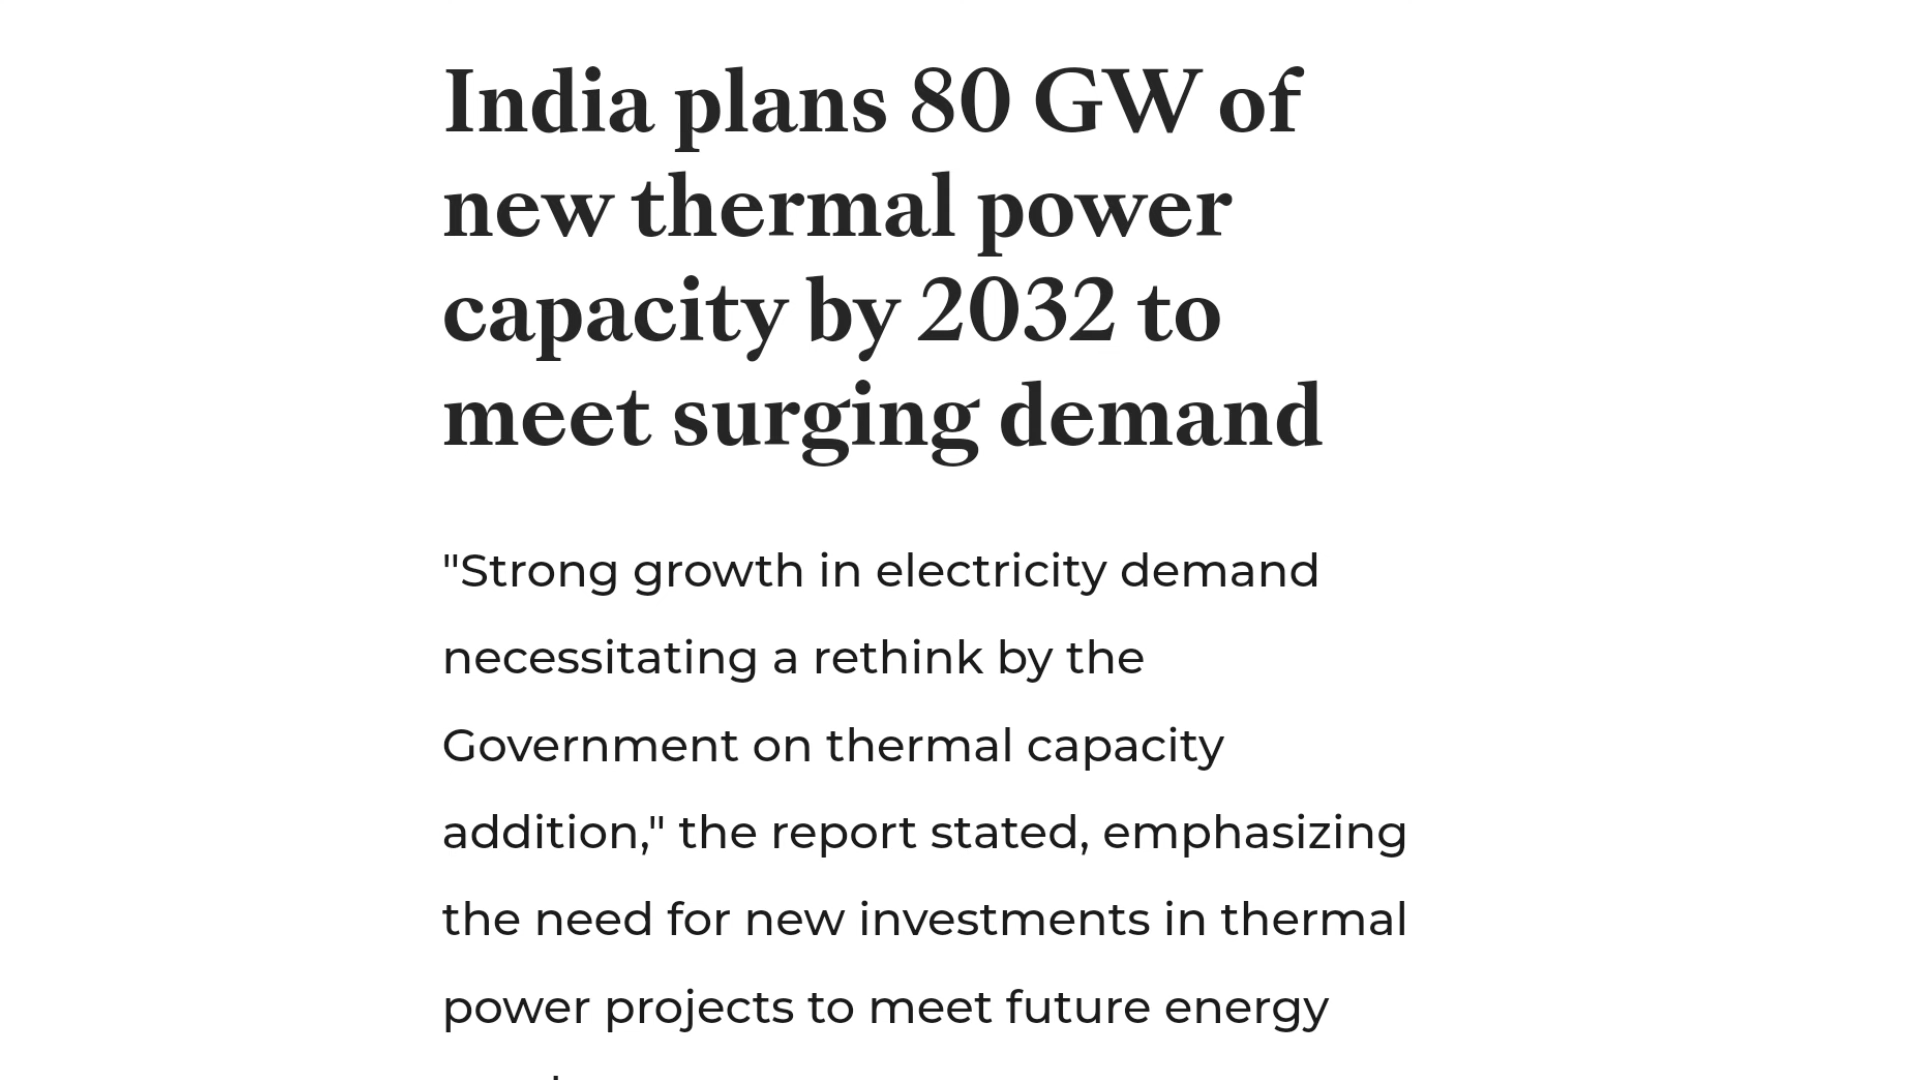 India plans 80 GW of
new thermal power
capacity by 2032 to
meet surging demand
"Strong growth in electricity demand
necessitating a rethink by the
Government on thermal capacity
addition," the report stated, emphasizing
the need for new investments in thermal
power projects to meet future energy